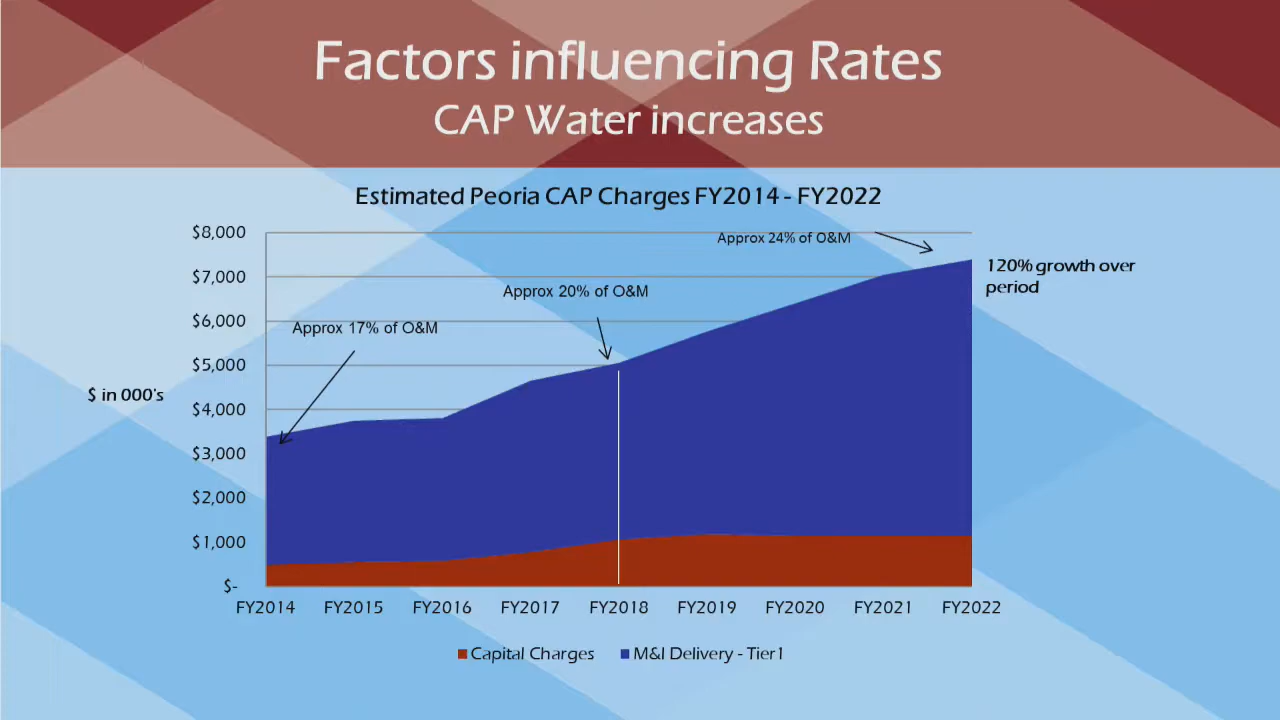 Factors influencing Rates
CAP Water increases
Estimated Peoria CAP Charges FY2014 - FY2022
$8,000
Approx 24% of O&M
120% growth over
period
$7,000
Approx 20% of O&M
$6,000
Approx 17% of O&M
$5,000
$ in 000's
$4,000
$3,000
$2,000
$1,000
$-
FY2014 FY2015 FY2016 FY2017 FY2018 FY2019 FY2020 FY2021 FY2022
Capital Charges M&I Delivery - Tier1